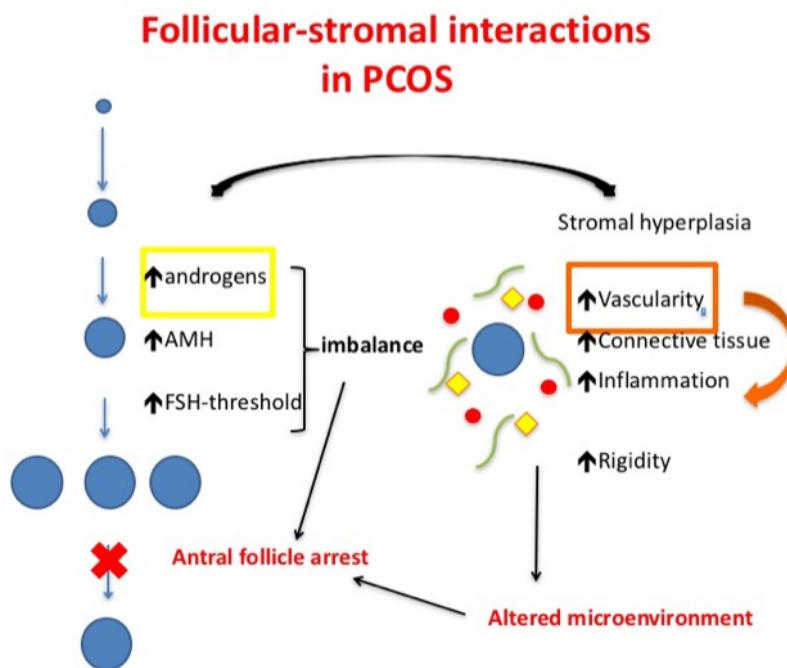 Follicular-stromal interactions
in PCOS
Stromal hyperplasia
androgens
AMH
FSH-threshold
imbalance
Vascularity
Connective tissue
Inflammation
Rigidity
Antral follicle arrest
Altered microenvironment